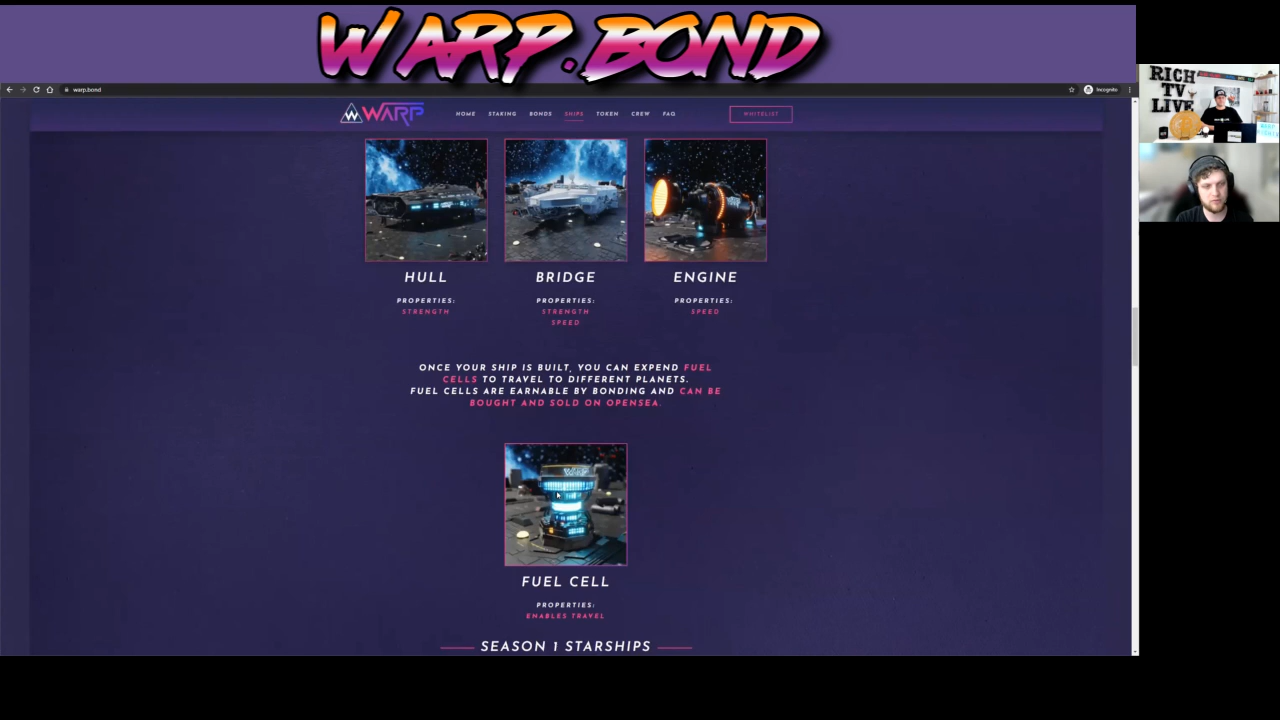 WARP.BOND
warp.bond
Incognito
WARP
HOME STAKING BONDS SHIPS TOKEN CREW FAQ
WHITELIST
RICH
TV
LIVE
HULL BRIDGE ENGINE
PROPERTIES: PROPERTIES: PROPERTIES:
STRENGTH STRENGTH SPEED
SPEED
ONCE YOUR SHIP IS BUILT, YOU CAN EXPEND FUEL
CELLS TO TRAVEL TO DIFFERENT PLANETS.
FUEL CELLS ARE EARNABLE BY BONDING AND CAN BE
BOUGHT AND SOLD ON OPENSEA.
WARP
FUEL CELL
PROPERTIES:
ENABLES TRAVEL
SEASON 1 STARSHIPS